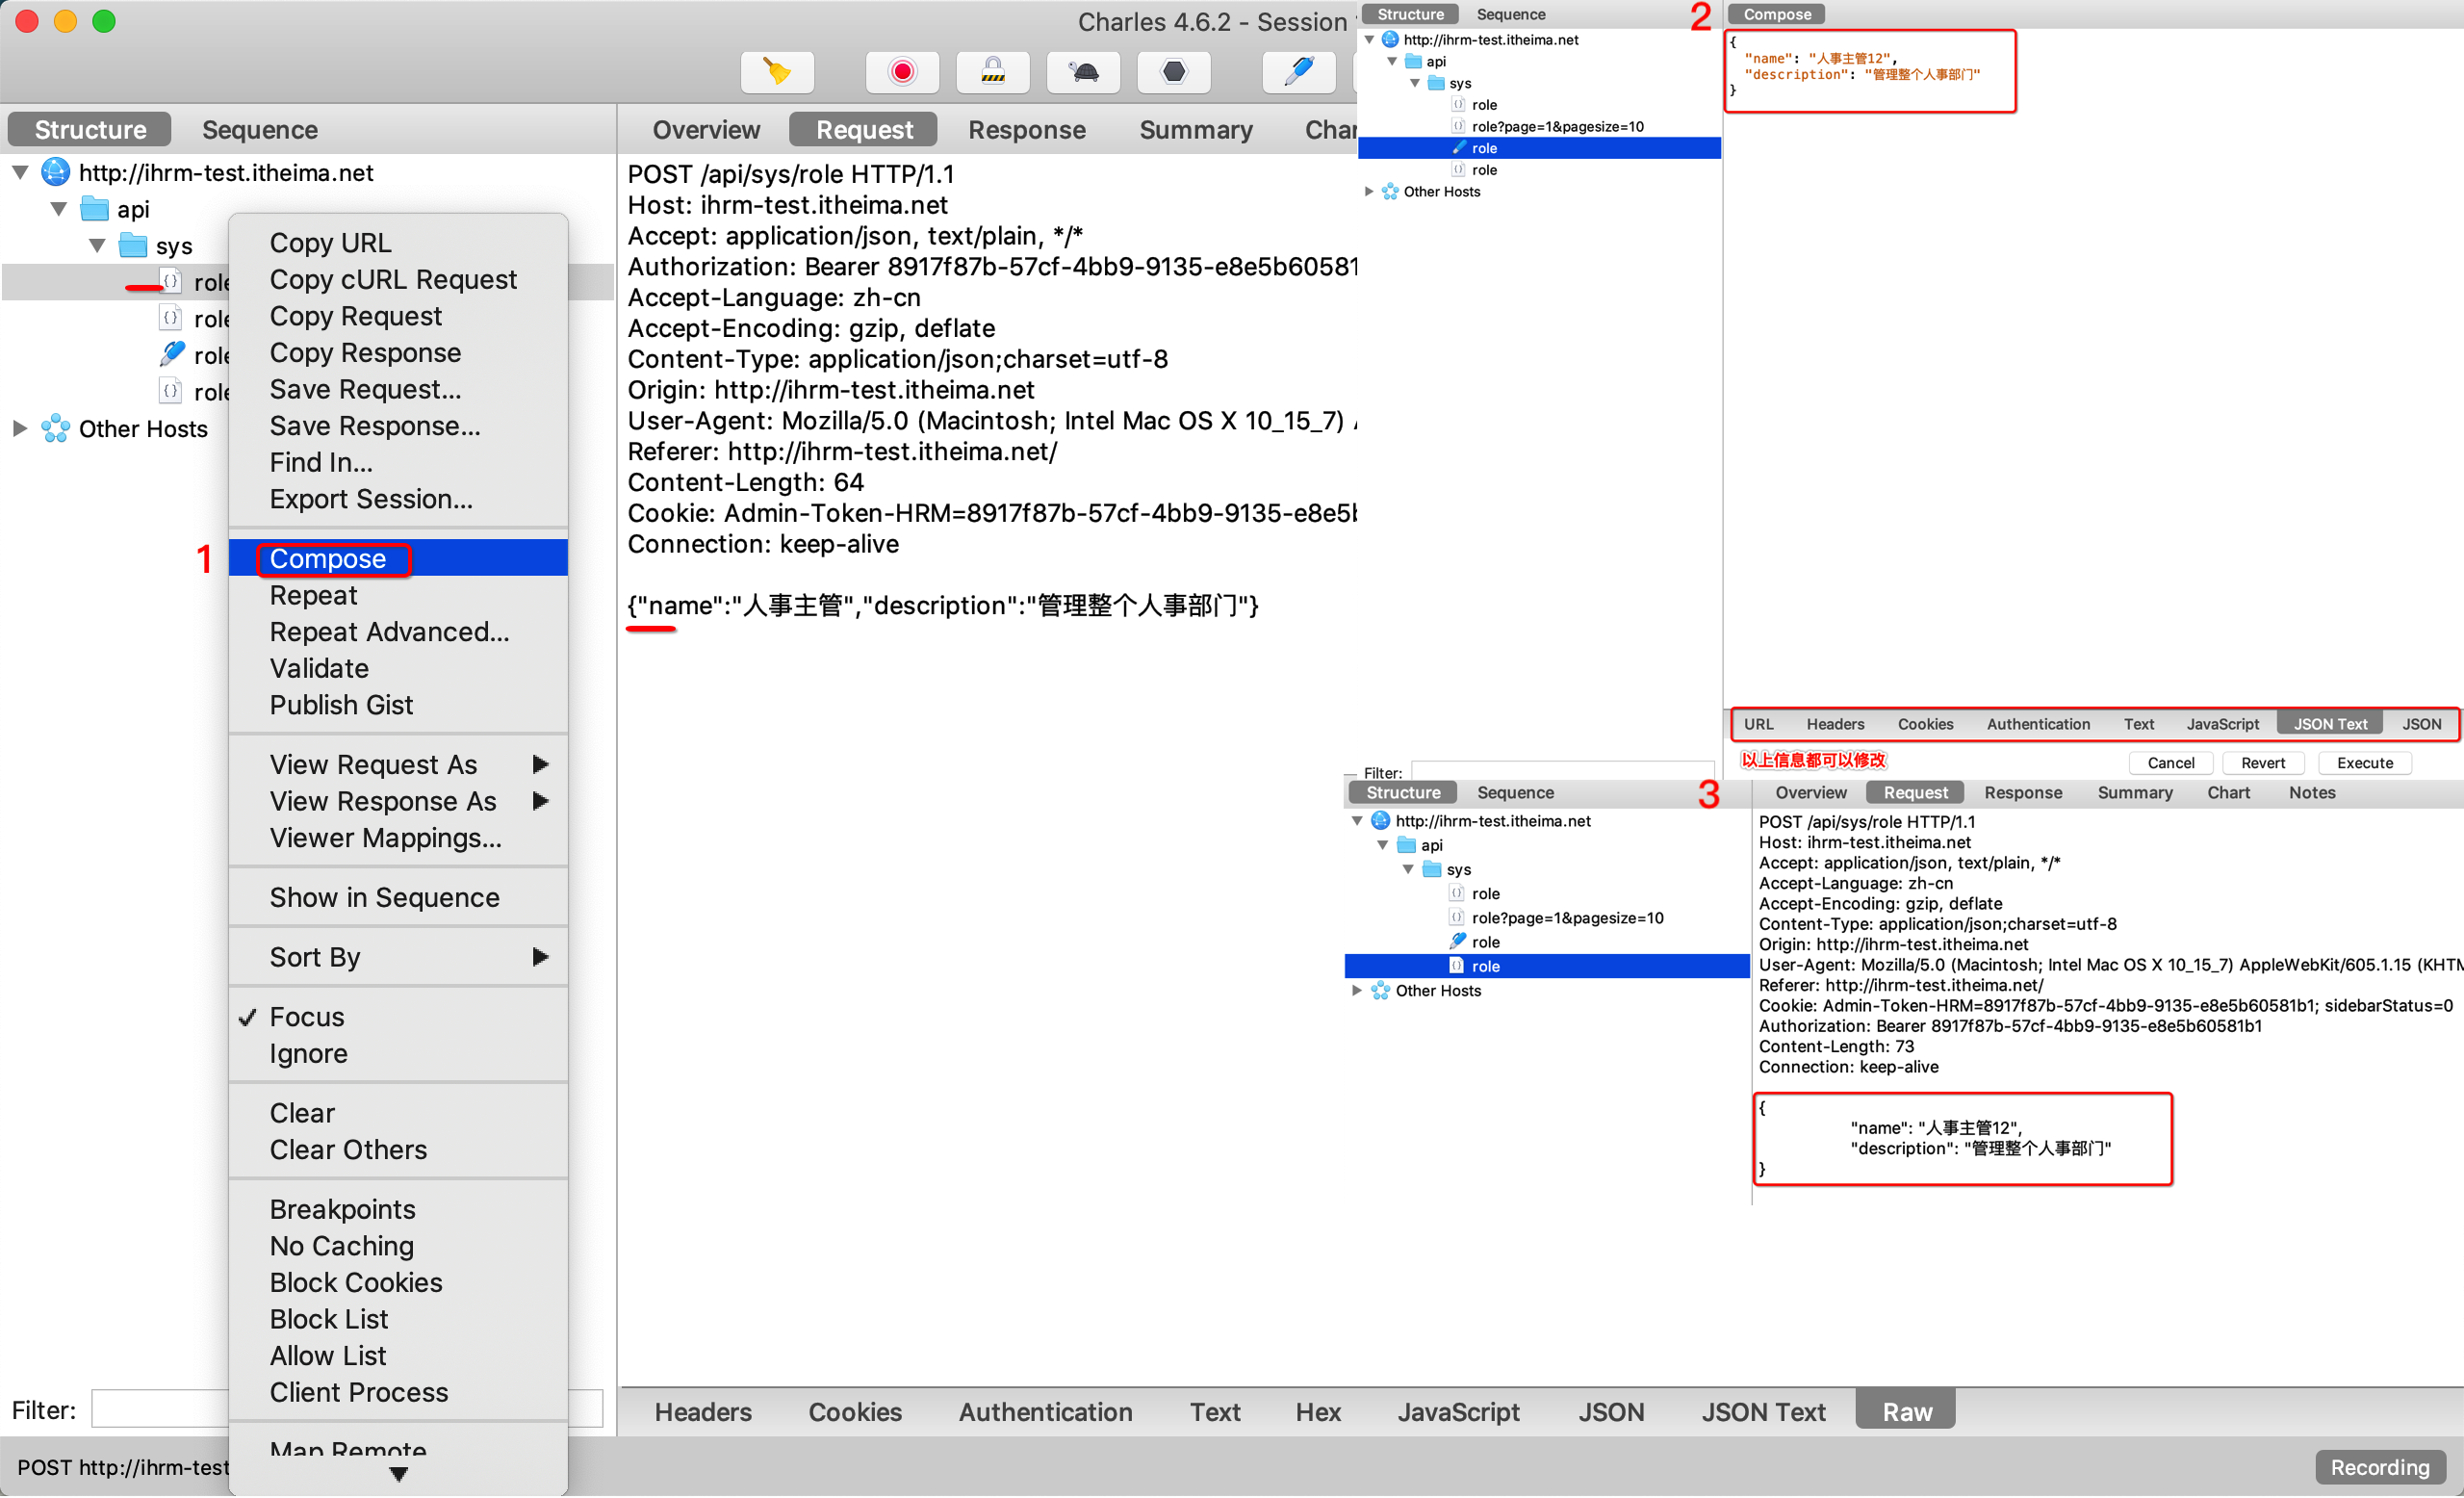 Charles 4.6.2 - Session
Structure
Sequence
http://ihrm-test.itheima.net
api
sys
role
role
role
role
Other Hosts
Filter:
POST http://ihrm-test
Copy URL
Copy cURL Request
Copy Request
Copy Response
Save Request...
Save Response...
Find In...
Export Session...
1
Compose
Repeat
Repeat Advanced...
Validate
Publish Gist
View Request As
View Response As
Viewer Mappings...
Show in Sequence
Sort By
✓ Focus
Ignore
Clear
Clear Others
Breakpoints
No Caching
Block Cookies
Block List
Allow List
Client Process
Map Remote
Overview
Request
Response
Summary
Char
POST /api/sys/role HTTP/1.1
Host: ihrm-test.itheima.net
Accept: application/json, text/plain, */*
Authorization: Bearer 8917f87b-57cf-4bb9-9135-e8e5b60581
Accept-Language: zh-cn
Accept-Encoding: gzip, deflate
Content-Type: application/json;charset=utf-8
Origin: http://ihrm-test.itheima.net
User-Agent: Mozilla/5.0 (Macintosh; Intel Mac OS X 10_15_7)
Referer: http://ihrm-test.itheima.net/
Content-Length: 64
Cookie: Admin-Token-HRM=8917f87b-57cf-4bb9-9135-e8e5
Connection: keep-alive
{"name":"人事主管","description":"管理整个人事部门"}
Headers
Cookies
Authentication
Text
Hex
JavaScript
JSON
JSON Text
Raw
Recording
Structure
Sequence
2
http://ihrm-test.itheima.net
api
sys
role
role?page=1&pagesize=10
role
role
Other Hosts
Filter:
Compose
{
"name": "人事主管12",
"description": "管理整个人事部门"
}
URL
Headers
Cookies
Authentication
Text
JavaScript
JSON Text
JSON
以上信息都可以修改
Cancel
Revert
Execute
Structure
Sequence
3
http://ihrm-test.itheima.net
api
sys
role
role?page=1&pagesize=10
role
role
Other Hosts
Overview
Request
Response
Summary
Chart
Notes
POST /api/sys/role HTTP/1.1
Host: ihrm-test.itheima.net
Accept: application/json, text/plain, */*
Accept-Language: zh-cn
Accept-Encoding: gzip, deflate
Content-Type: application/json;charset=utf-8
Origin: http://ihrm-test.itheima.net
User-Agent: Mozilla/5.0 (Macintosh; Intel Mac OS X 10_15_7) AppleWebKit/605.1.15 (KHTM
Referer: http://ihrm-test.itheima.net/
Cookie: Admin-Token-HRM=8917f87b-57cf-4bb9-9135-e8e5b60581b1; sidebarStatus=0
Authorization: Bearer 8917f87b-57cf-4bb9-9135-e8e5b60581b1
Content-Length: 73
Connection: keep-alive
{
"name": "人事主管12",
"description": "管理整个人事部门"
}